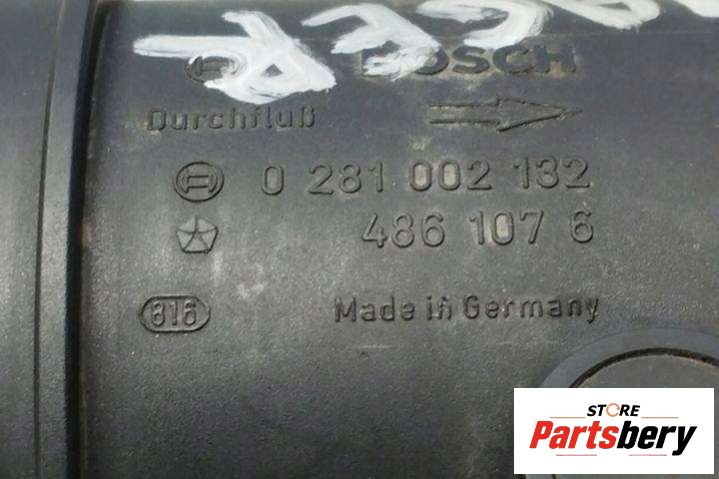 BOSCH
Durchfluß
0 281 002 132
486 107 6
816
Made in Germany
STORE
Partsbery